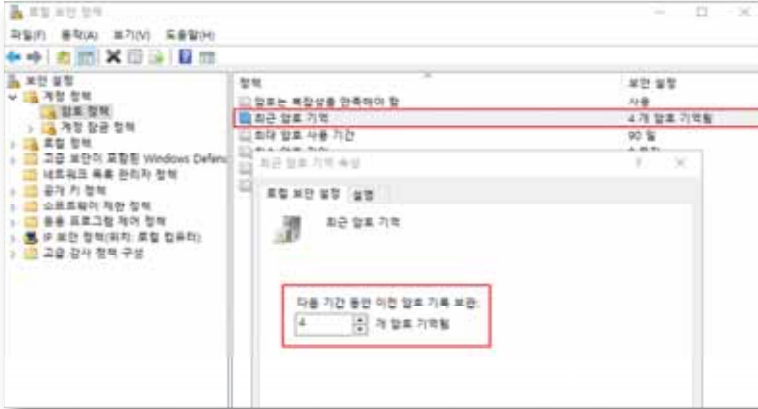 로컬 보안 정책
파일(F) 동작(A) 보기(V) 도움말(H)
보안 설정
계정 정책
암호 정책
계정 잠금 정책
로컬 정책
고급 보안이 포함된 Windows Defen
네트워크 목록 관리자 정책
공개 키 정책
소프트웨어 제한 정책
응용 프로그램 제어 정책
IP 보안 정책(위치: 로컬 컴퓨터)
고급 감사 정책 구성
정책 보안 설정
암호는 복잡성을 만족해야 함 사용
최근 암호 기억 4 개 암호 기억됨
최대 암호 사용 기간 90 일
최근 암호 기억 속성 ? ×
로컬 보안 설정 설명
최근 암호 기억
다음 기간 동안 이전 암호 기록 보관:
4 개 암호 기억됨